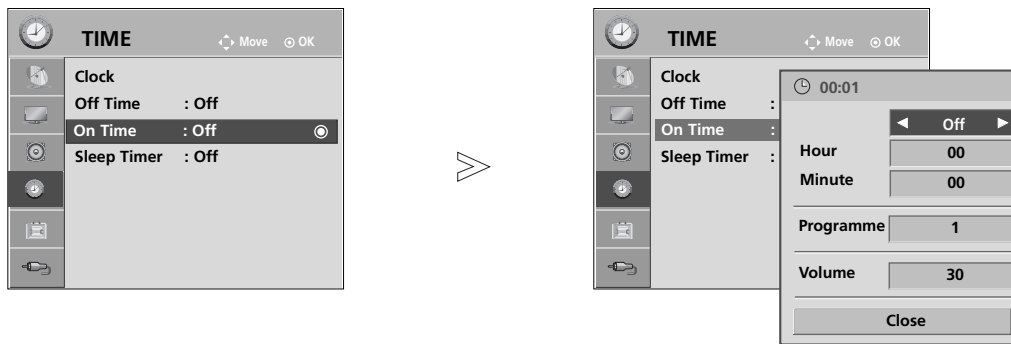 TIME Move OK
Clock
Off Time : Off
On Time : Off
Sleep Timer : Off
TIME Move OK
Clock
Off Time :
On Time :
Sleep Timer :
00:01
Off
Hour 00
Minute 00
Programme 1
Volume 30
Close